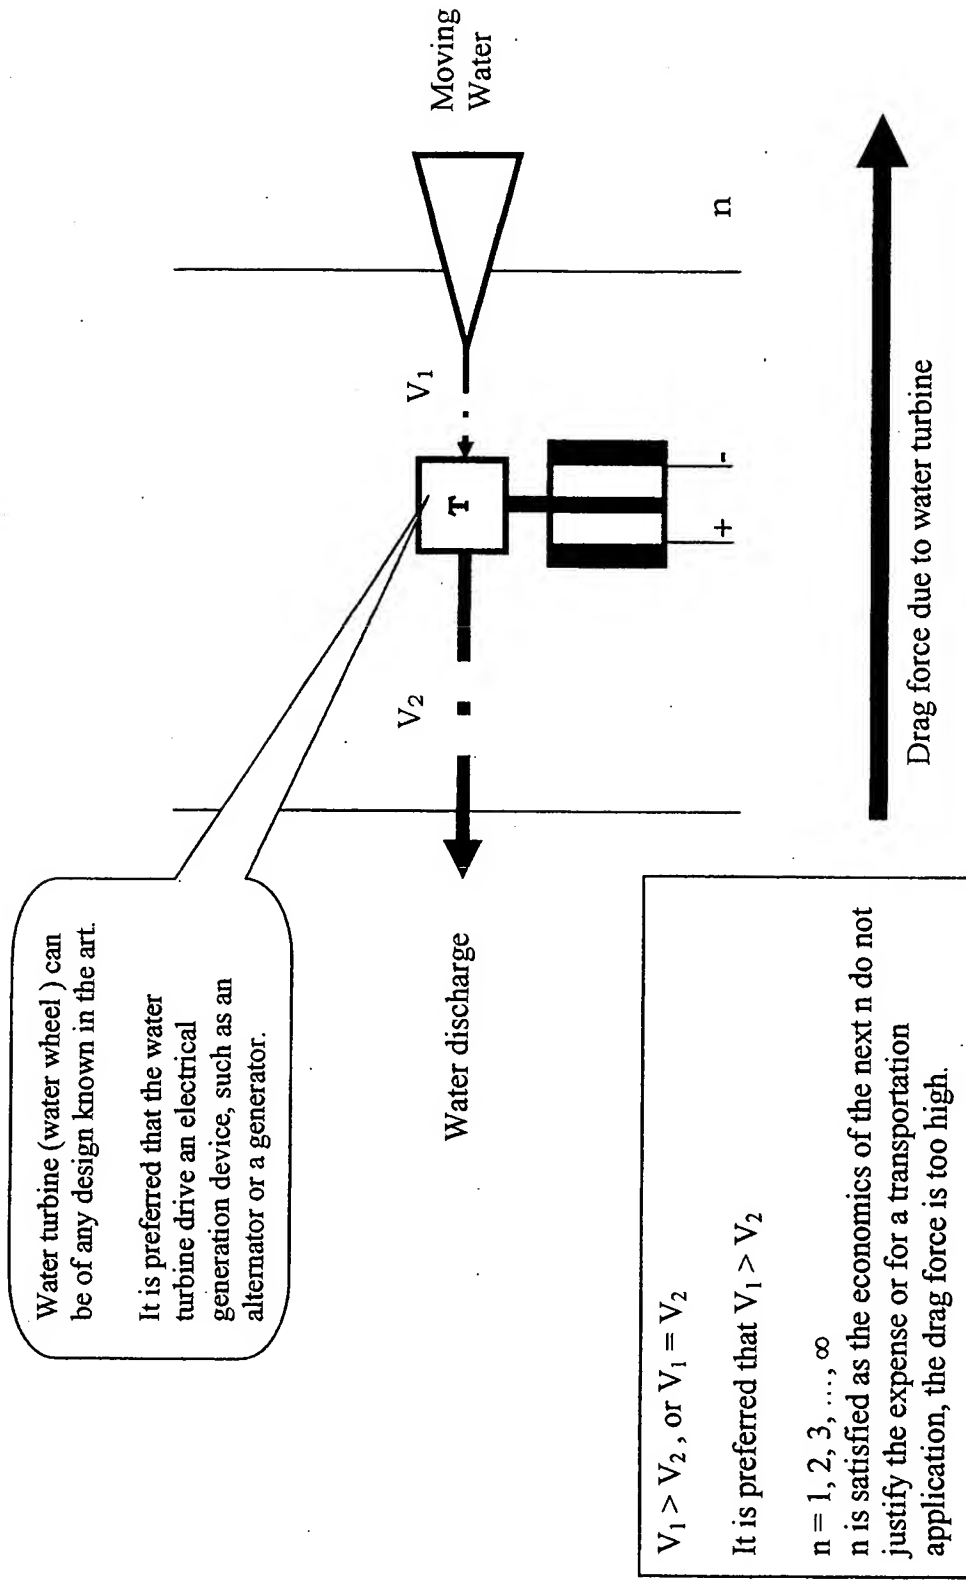 Water turbine (water wheel ) can
be of any design known in the art.
It is preferred that the water
turbine drive an electrical
generation device, such as an
alternator or a generator.
Moving
Water
V₁
T
V₂
+
-
n
Water discharge
Drag force due to water turbine
V₁ > V₂ , or V₁ = V₂
It is preferred that V₁ > V₂
n = 1, 2, 3, …, ∞
n is satisfied as the economics of the next n do not
justify the expense or for a transportation
application, the drag force is too high.